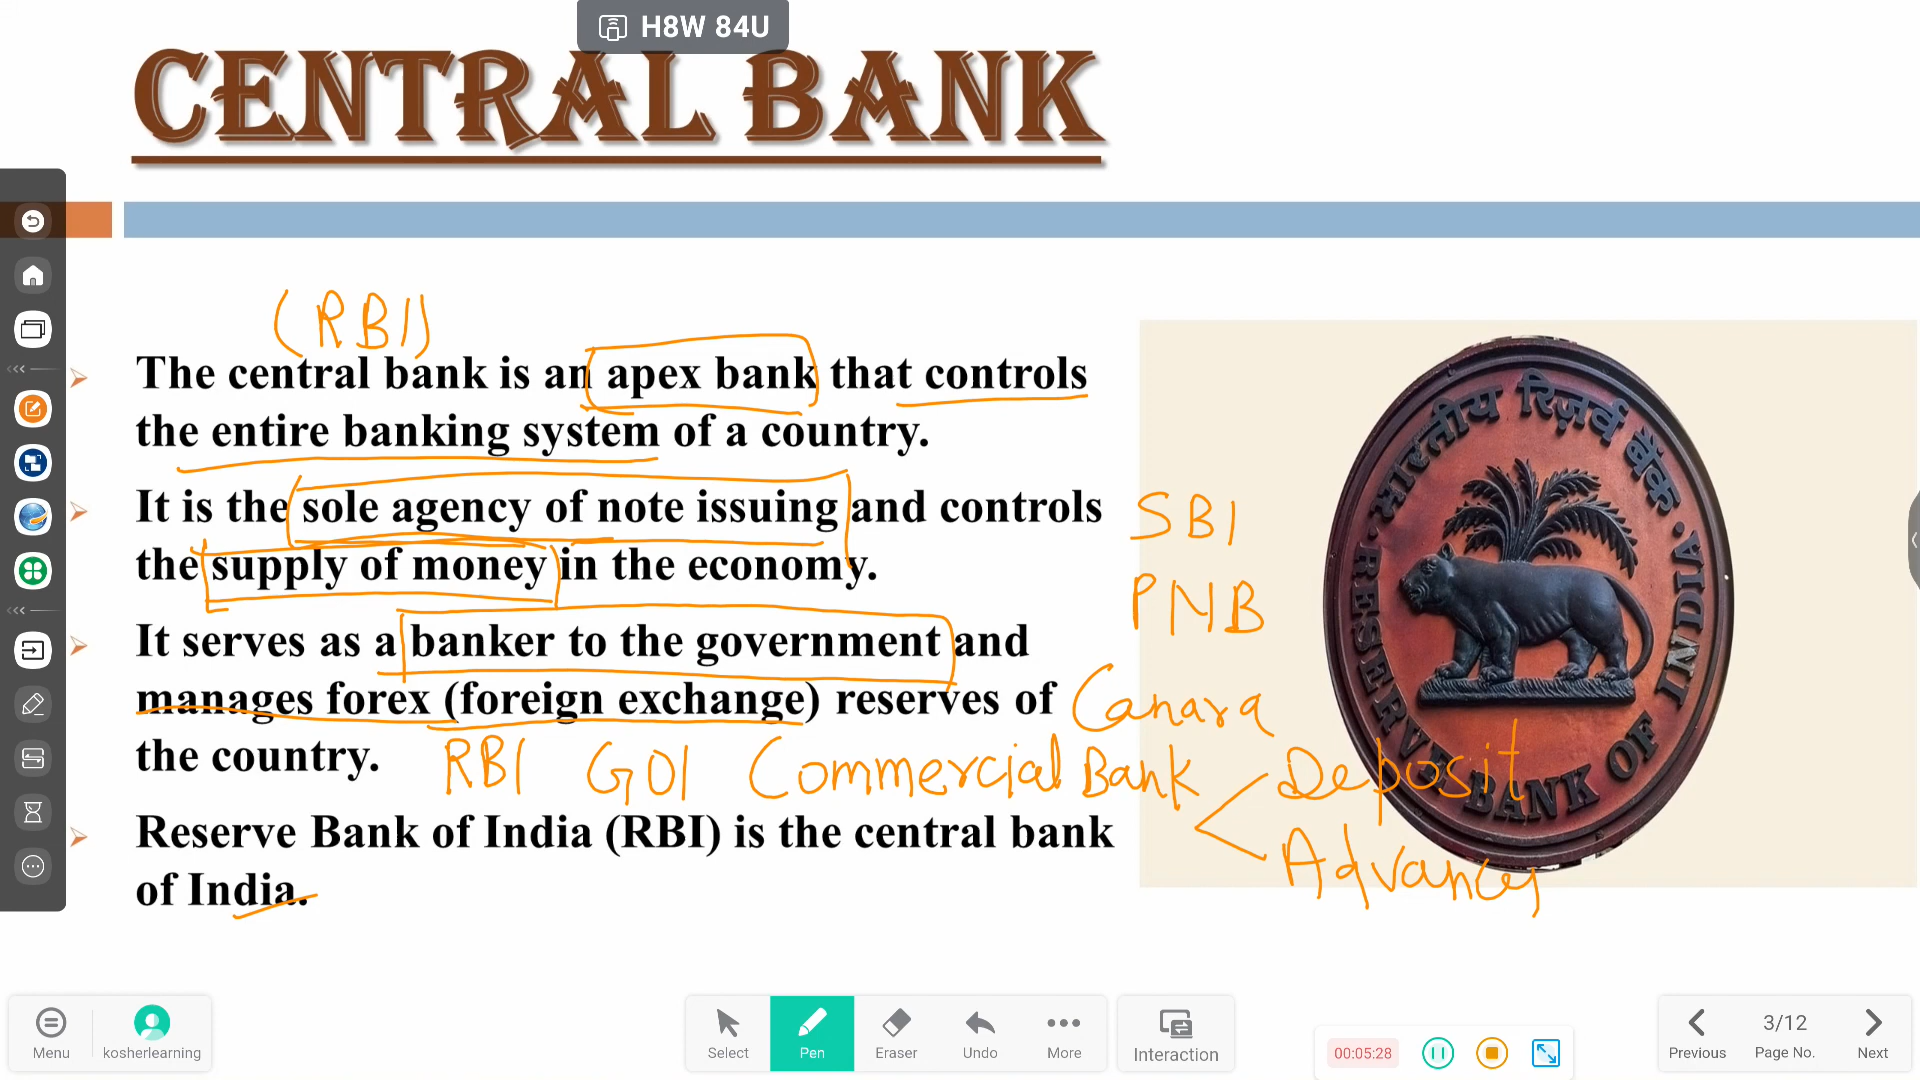 H8W 84U
CENTRAL BANK
(RBI)
The central bank is an apex bank that controls
the entire banking system of a country.
It is the sole agency of note issuing and controls
the supply of money in the economy.
It serves as a banker to the government and
manages forex (foreign exchange) reserves of
the country.
Reserve Bank of India (RBI) is the central bank
of India.
SBI
PNB
Canara
RBI GOI Commercial Bank < Deposit
Advances
भारतीय रिज़र्व बैंक
RESERVE BANK OF INDIA
Menu
kosherlearning
Select
Pen
Eraser
Undo
More
Interaction
00:05:28
Previous
3/12
Page No.
Next